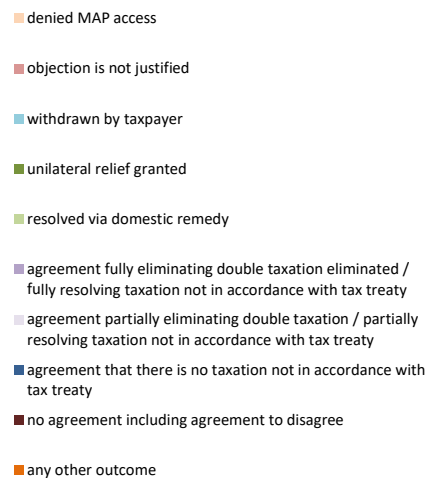 denied MAP access
objection is not justified
withdrawn by taxpayer
unilateral relief granted
resolved via domestic remedy
agreement fully eliminating double taxation eliminated /
fully resolving taxation not in accordance with tax treaty
agreement partially eliminating double taxation / partially
resolving taxation not in accordance with tax treaty
agreement that there is no taxation not in accordance with
tax treaty
no agreement including agreement to disagree
any other outcome